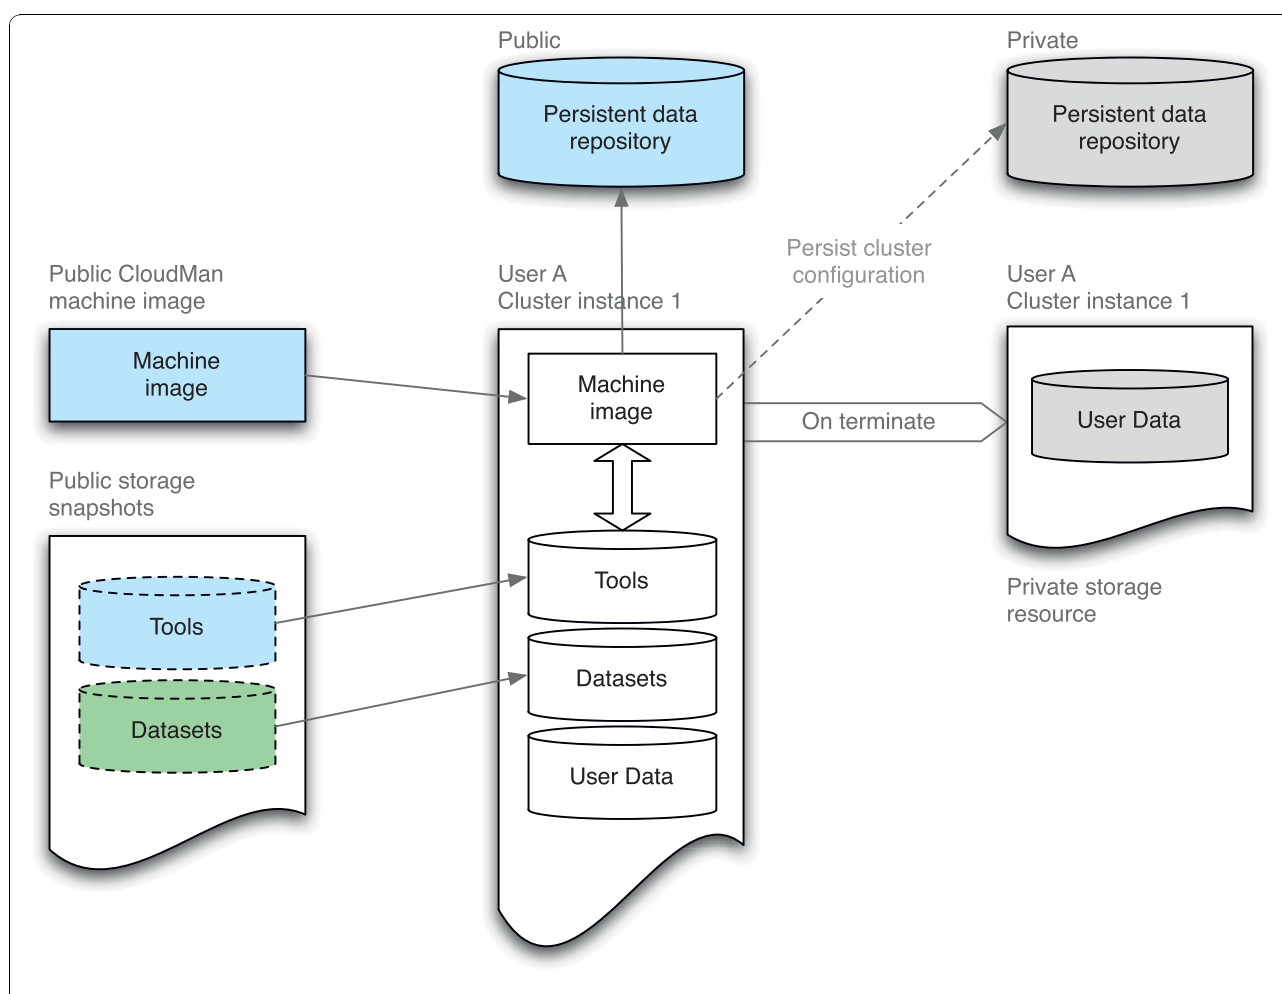 Public
Persistent data
repository
Private
Persistent data
repository
Persist cluster
configuration
Public CloudMan
machine image
Machine
image
User A
Cluster instance 1
Machine
image
On terminate
User A
Cluster instance 1
User Data
Private storage
resource
Public storage
snapshots
Tools
Datasets
Tools
Datasets
User Data